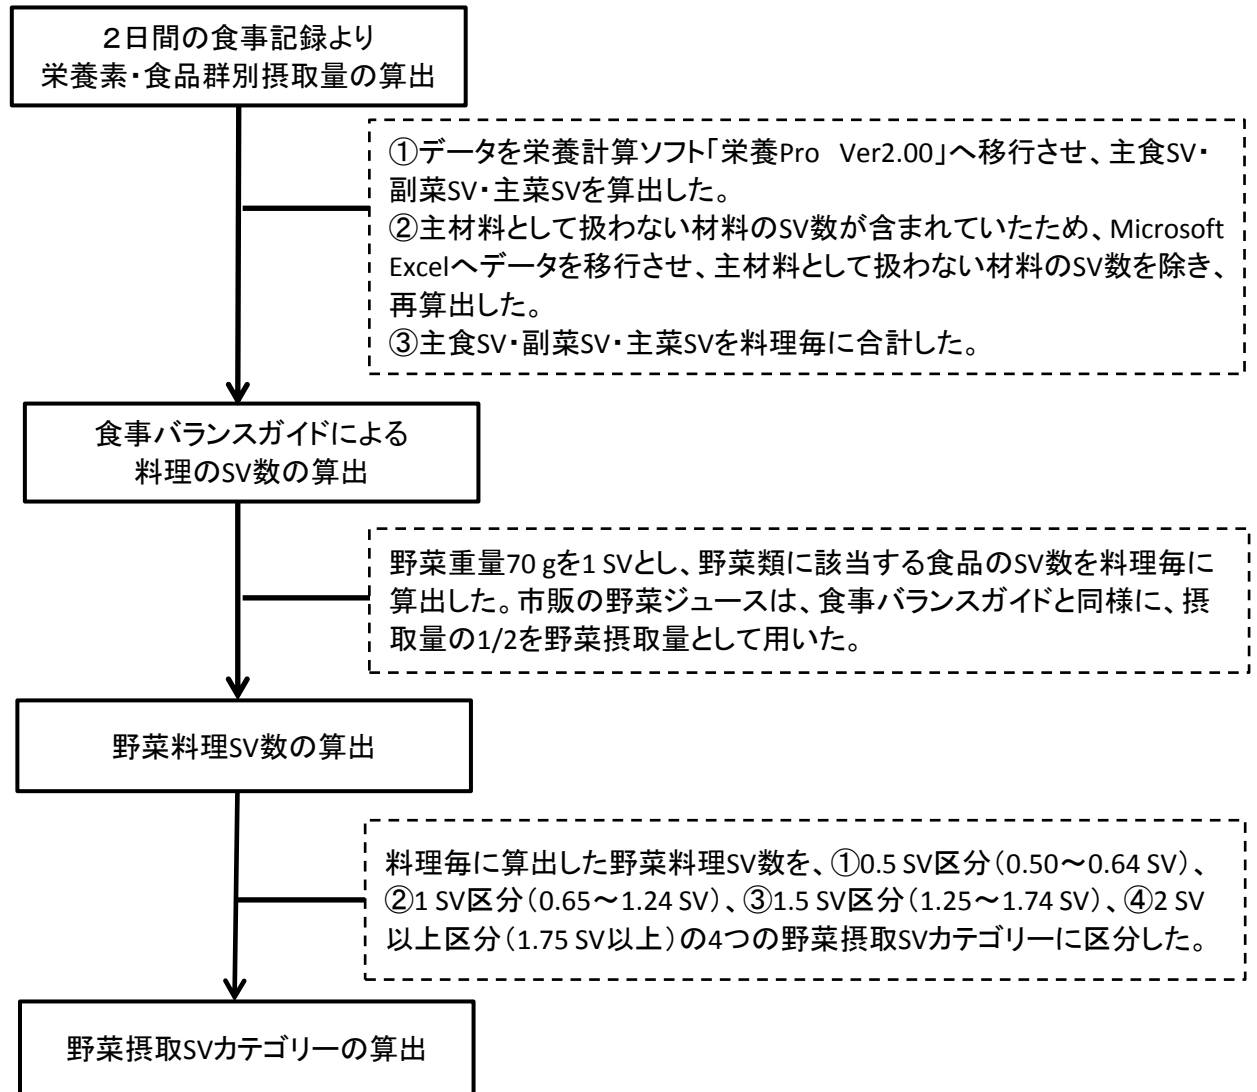 ２日間の食事記録より
栄養素・食品群別摂取量の算出
①データを栄養計算ソフト「栄養Pro Ver2.00」へ移行させ、主食SV・
副菜SV・主菜SVを算出した。
②主材料として扱わない材料のSV数が含まれていたため、Microsoft
Excelへデータを移行させ、主材料として扱わない材料のSV数を除き、
再算出した。
③主食SV・副菜SV・主菜SVを料理毎に合計した。
食事バランスガイドによる
料理のSV数の算出
野菜重量70 gを1 SVとし、野菜類に該当する食品のSV数を料理毎に
算出した。市販の野菜ジュースは、食事バランスガイドと同様に、摂
取量の1/2を野菜摂取量として用いた。
野菜料理SV数の算出
料理毎に算出した野菜料理SV数を、①0.5 SV区分（0.50～0.64 SV）、
②1 SV区分（0.65～1.24 SV）、③1.5 SV区分（1.25～1.74 SV）、④2 SV
以上区分（1.75 SV以上）の4つの野菜摂取SVカテゴリーに区分した。
野菜摂取SVカテゴリーの算出